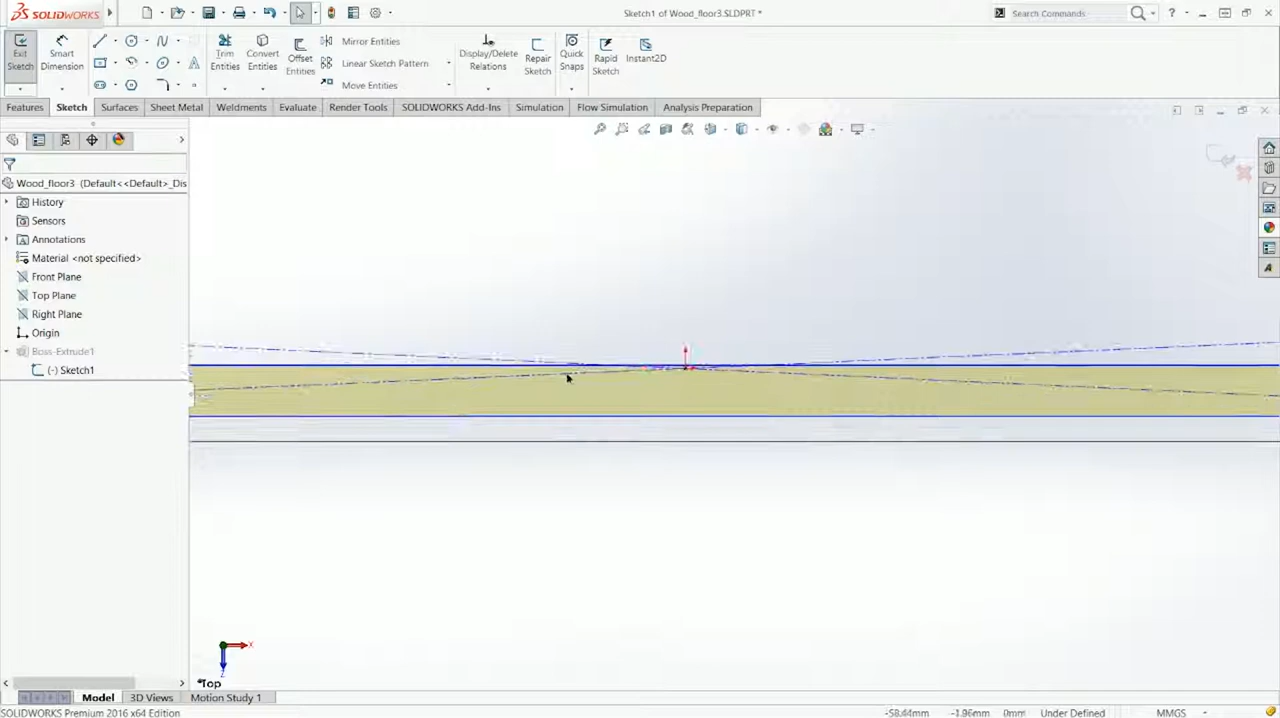 SOLIDWORKS
Sketch1 of Wood_floor3.SLDPRT *
Search Commands
Exit Sketch
Smart Dimension
Trim Entities
Convert Entities
Offset Entities
Mirror Entities
Linear Sketch Pattern
Move Entities
Display/Delete Relations
Repair Sketch
Quick Snaps
Rapid Sketch
Instant2D
Features Sketch Surfaces Sheet Metal Weldments Evaluate Render Tools SOLIDWORKS Add-Ins Simulation Flow Simulation Analysis Preparation
Wood_floor3 (Default<<Default>_Dis
History
Sensors
Annotations
Material <not specified>
Front Plane
Top Plane
Right Plane
Origin
Boss-Extrude1
(-) Sketch1
X
Z
*Top
Model 3D Views Motion Study 1
SOLIDWORKS Premium 2016 x64 Edition
-58.44mm -1.96mm 0mm Under Defined MMGS